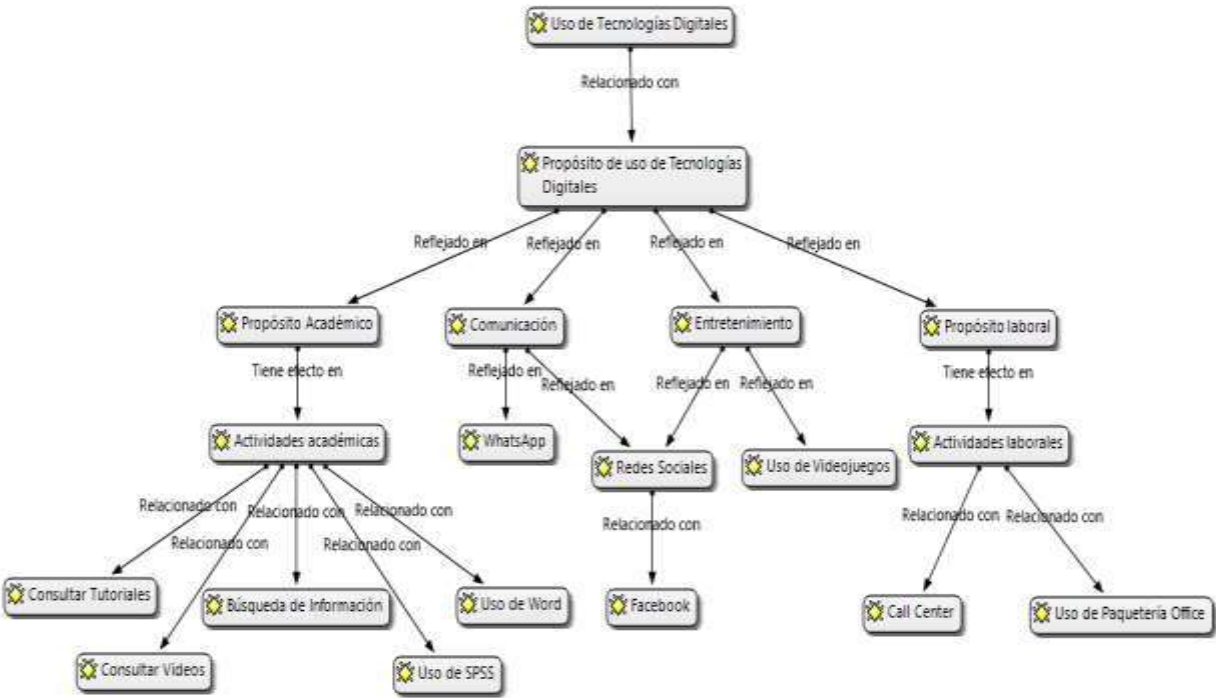 Uso de Tecnologías Digitales
Relacionado con
Propósito de uso de Tecnologías
Digitales
Reflejado en
Reflejado en
Reflejado en
Reflejado en
Propósito Académico
Comunicación
Entretenimiento
Propósito laboral
Tiene efecto en
Reflejado en
Reflejado en
Reflejado en
Reflejado en
Tiene efecto en
Actividades académicas
WhatsApp
Redes Sociales
Uso de Videojuegos
Actividades laborales
Relacionado con
Relacionado con
Relacionado con
Relacionado con
Relacionado con
Relacionado con
Relacionado con
Relacionado con
Consultar Tutoriales
Búsqueda de Información
Uso de Word
Facebook
Call Center
Uso de Paquetería Office
Consultar Videos
Uso de SPSS